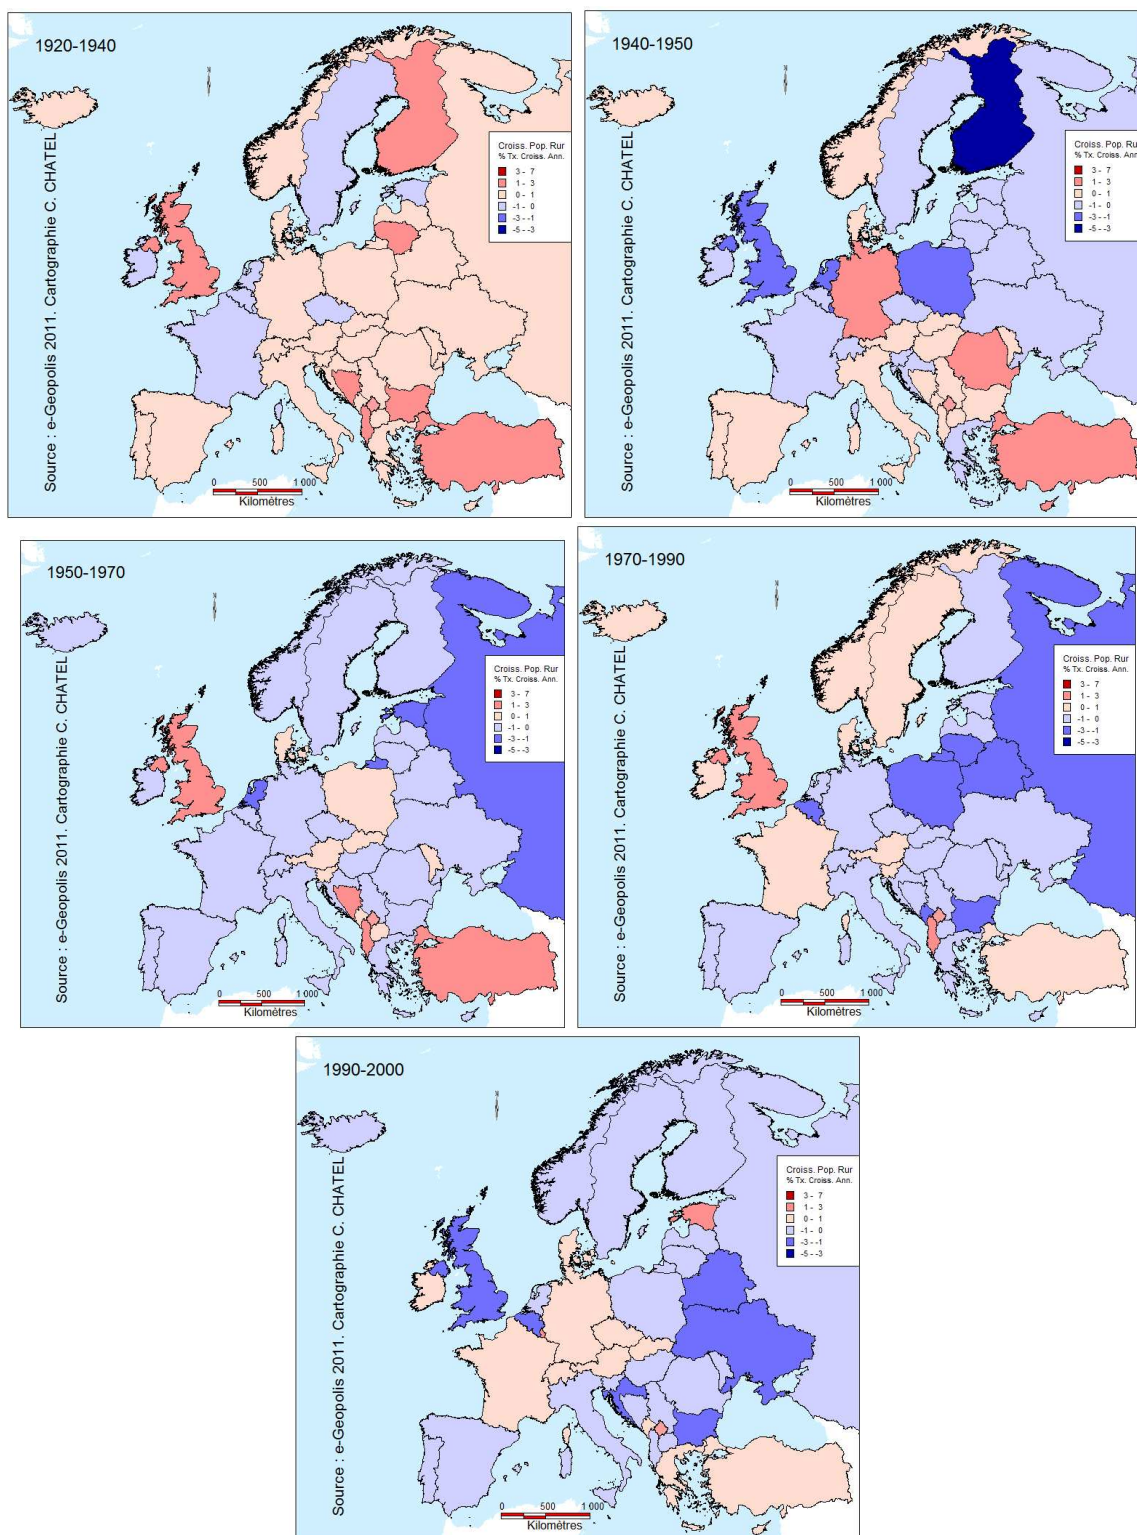 1920-1940
N
Source : e-Geopolis 2011. Cartographie C. CHATEL
Croiss. Pop. Rur
% Tx. Croiss. Ann.
3 - 7
1 - 3
0 - 1
-1 - 0
-3 --1
-5 --3
0 500 1 000
Kilomètres
1940-1950
N
Source : e-Geopolis 2011. Cartographie C. CHATEL
Croiss. Pop. Rur
% Tx. Croiss. Ann.
3 - 7
1 - 3
0 - 1
-1 - 0
-3 --1
-5 --3
0 500 1 000
Kilomètres
1950-1970
N
Source : e-Geopolis 2011. Cartographie C. CHATEL
Croiss. Pop. Rur
% Tx. Croiss. Ann.
3 - 7
1 - 3
0 - 1
-1 - 0
-3 --1
-5 --3
0 500 1 000
Kilomètres
1970-1990
N
Source : e-Geopolis 2011. Cartographie C. CHATEL
Croiss. Pop. Rur
% Tx. Croiss. Ann.
3 - 7
1 - 3
0 - 1
-1 - 0
-3 --1
-5 --3
0 500 1 000
Kilomètres
1990-2000
N
Source : e-Geopolis 2011. Cartographie C. CHATEL
Croiss. Pop. Rur
% Tx. Croiss. Ann.
3 - 7
1 - 3
0 - 1
-1 - 0
-3 --1
-5 --3
0 500 1 000
Kilomètres